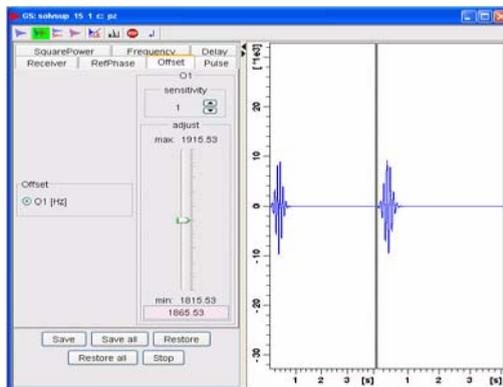 GS: solvsup 15 1 c: pz
SquarePower Frequency Delay
Receiver RefPhase Offset Pulse
O1
sensitivity
1
adjust
max: 1915.53
Offset
O1 [Hz]
min: 1815.53
1865.53
Save Save all Restore
Restore all Stop
[*1e3]
20
10
0
-10
-20
-30
1 2 3 [s] 1 2 3 [s]